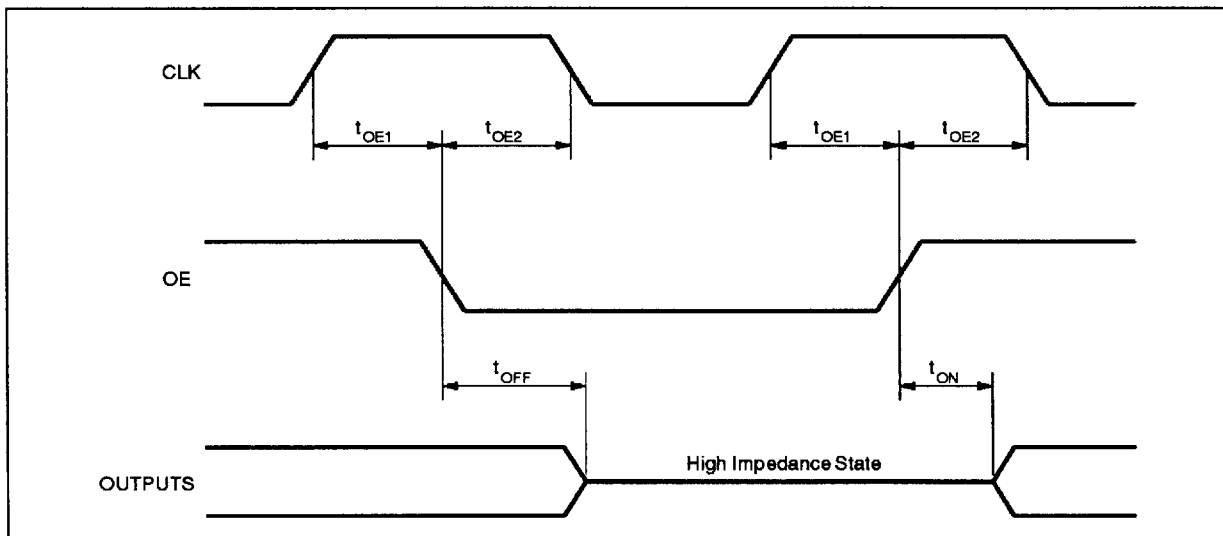 CLK
tOE1 tOE2 tOE1 tOE2
OE
tOFF tON
High Impedance State
OUTPUTS